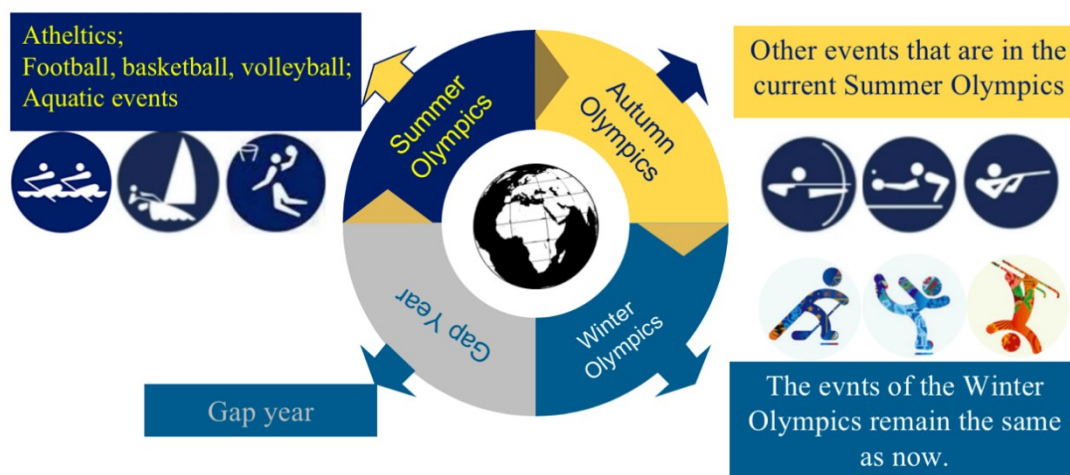 Atheltics;
Football, basketball, volleyball;
Aquatic events
Summer
Olympics
Autumn
Olympics
Other events that are in the
current Summer Olympics
Gap Year
Winter
Olympics
Gap year
The evnts of the Winter
Olympics remain the same
as now.